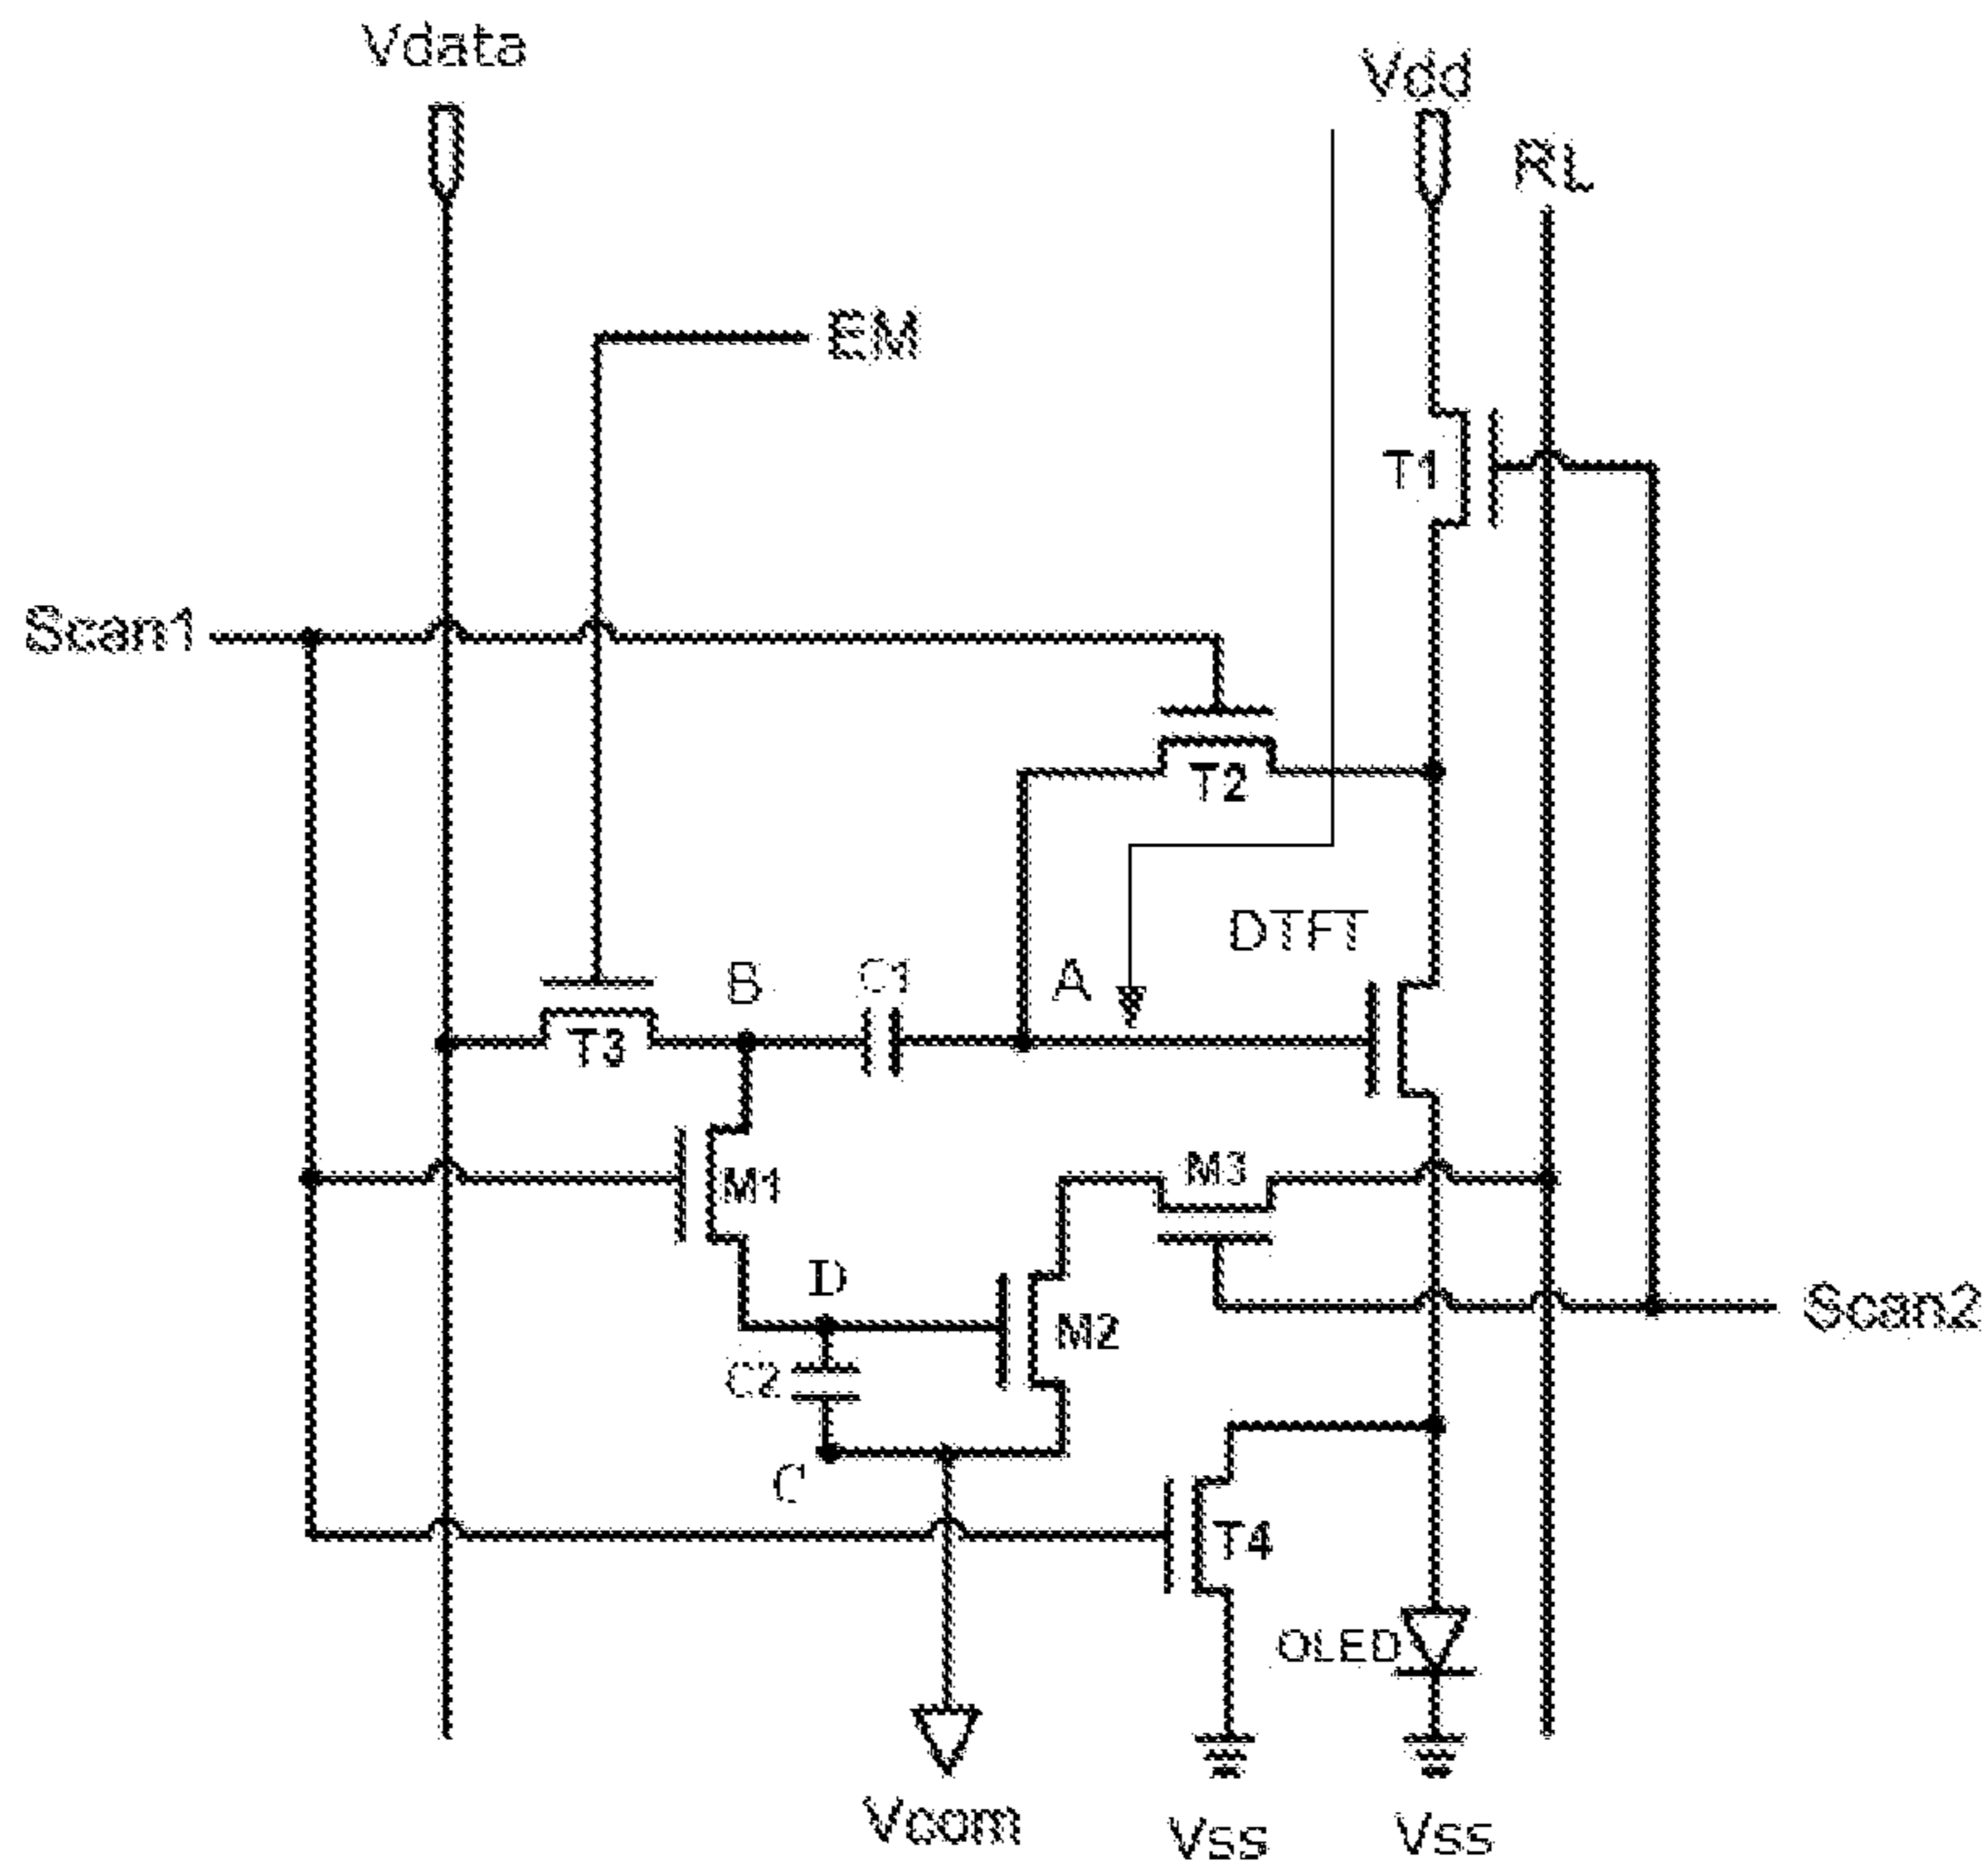 Vdata
Vdd
RL
EM
T1
Scan1
T2
DTFT
B
C1
A
T3
M1
M3
D
M2
Scan2
C2
C
T4
OLED
Vcom
Vss
Vss